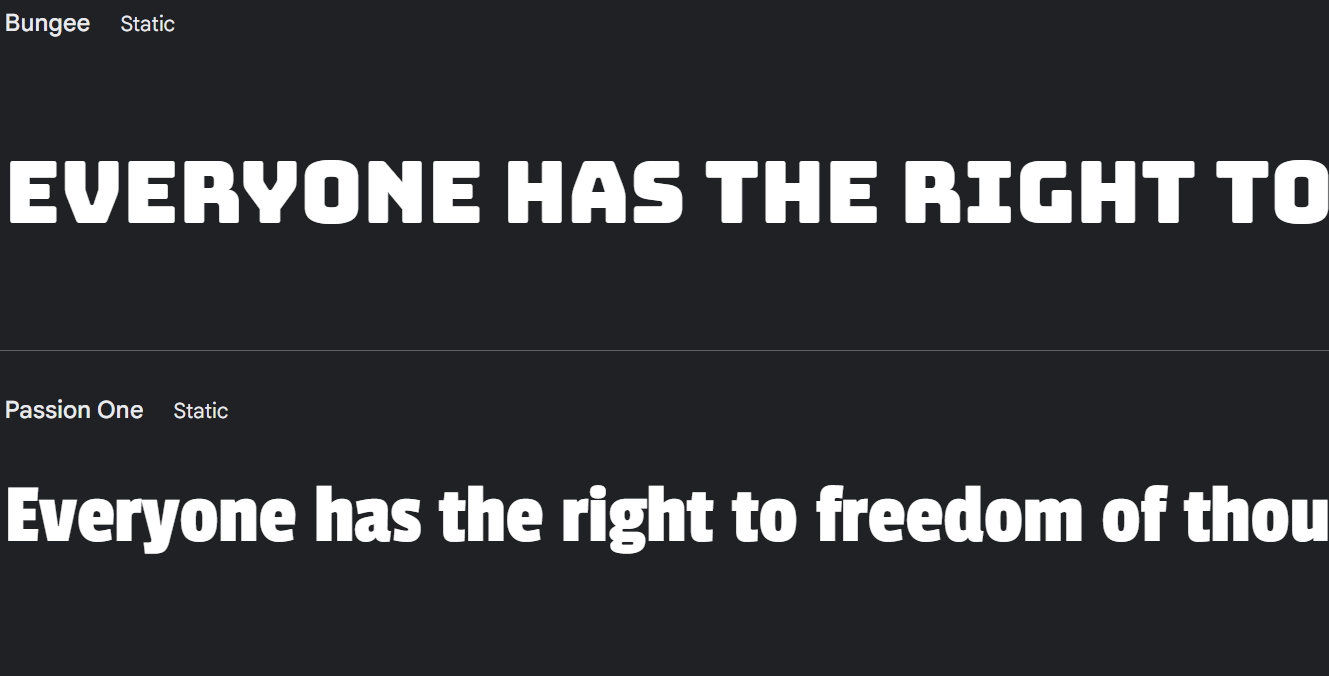 Bungee Static
EVERYONE HAS THE RIGHT TO
Passion One Static
Everyone has the right to freedom of thou